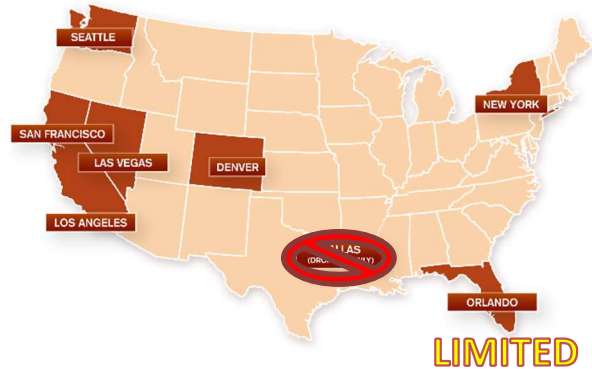 SEATTLE
NEW YORK
SAN FRANCISCO
LAS VEGAS
DENVER
LOS ANGELES
ORLANDO
LIMITED